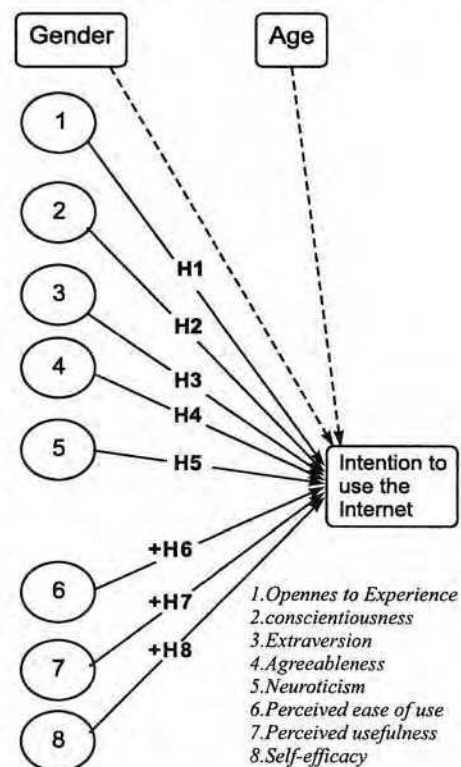 Gender
Age
1
2
3
4
5
6
7
8
H1
H2
H3
H4
H5
+H6
+H7
+H8
Intention to
use the
Internet
1.Opennes to Experience
2.conscientiousness
3.Extraversion
4.Agreeableness
5.Neuroticism
6.Perceived ease of use
7.Perceived usefulness
8.Self-efficacy